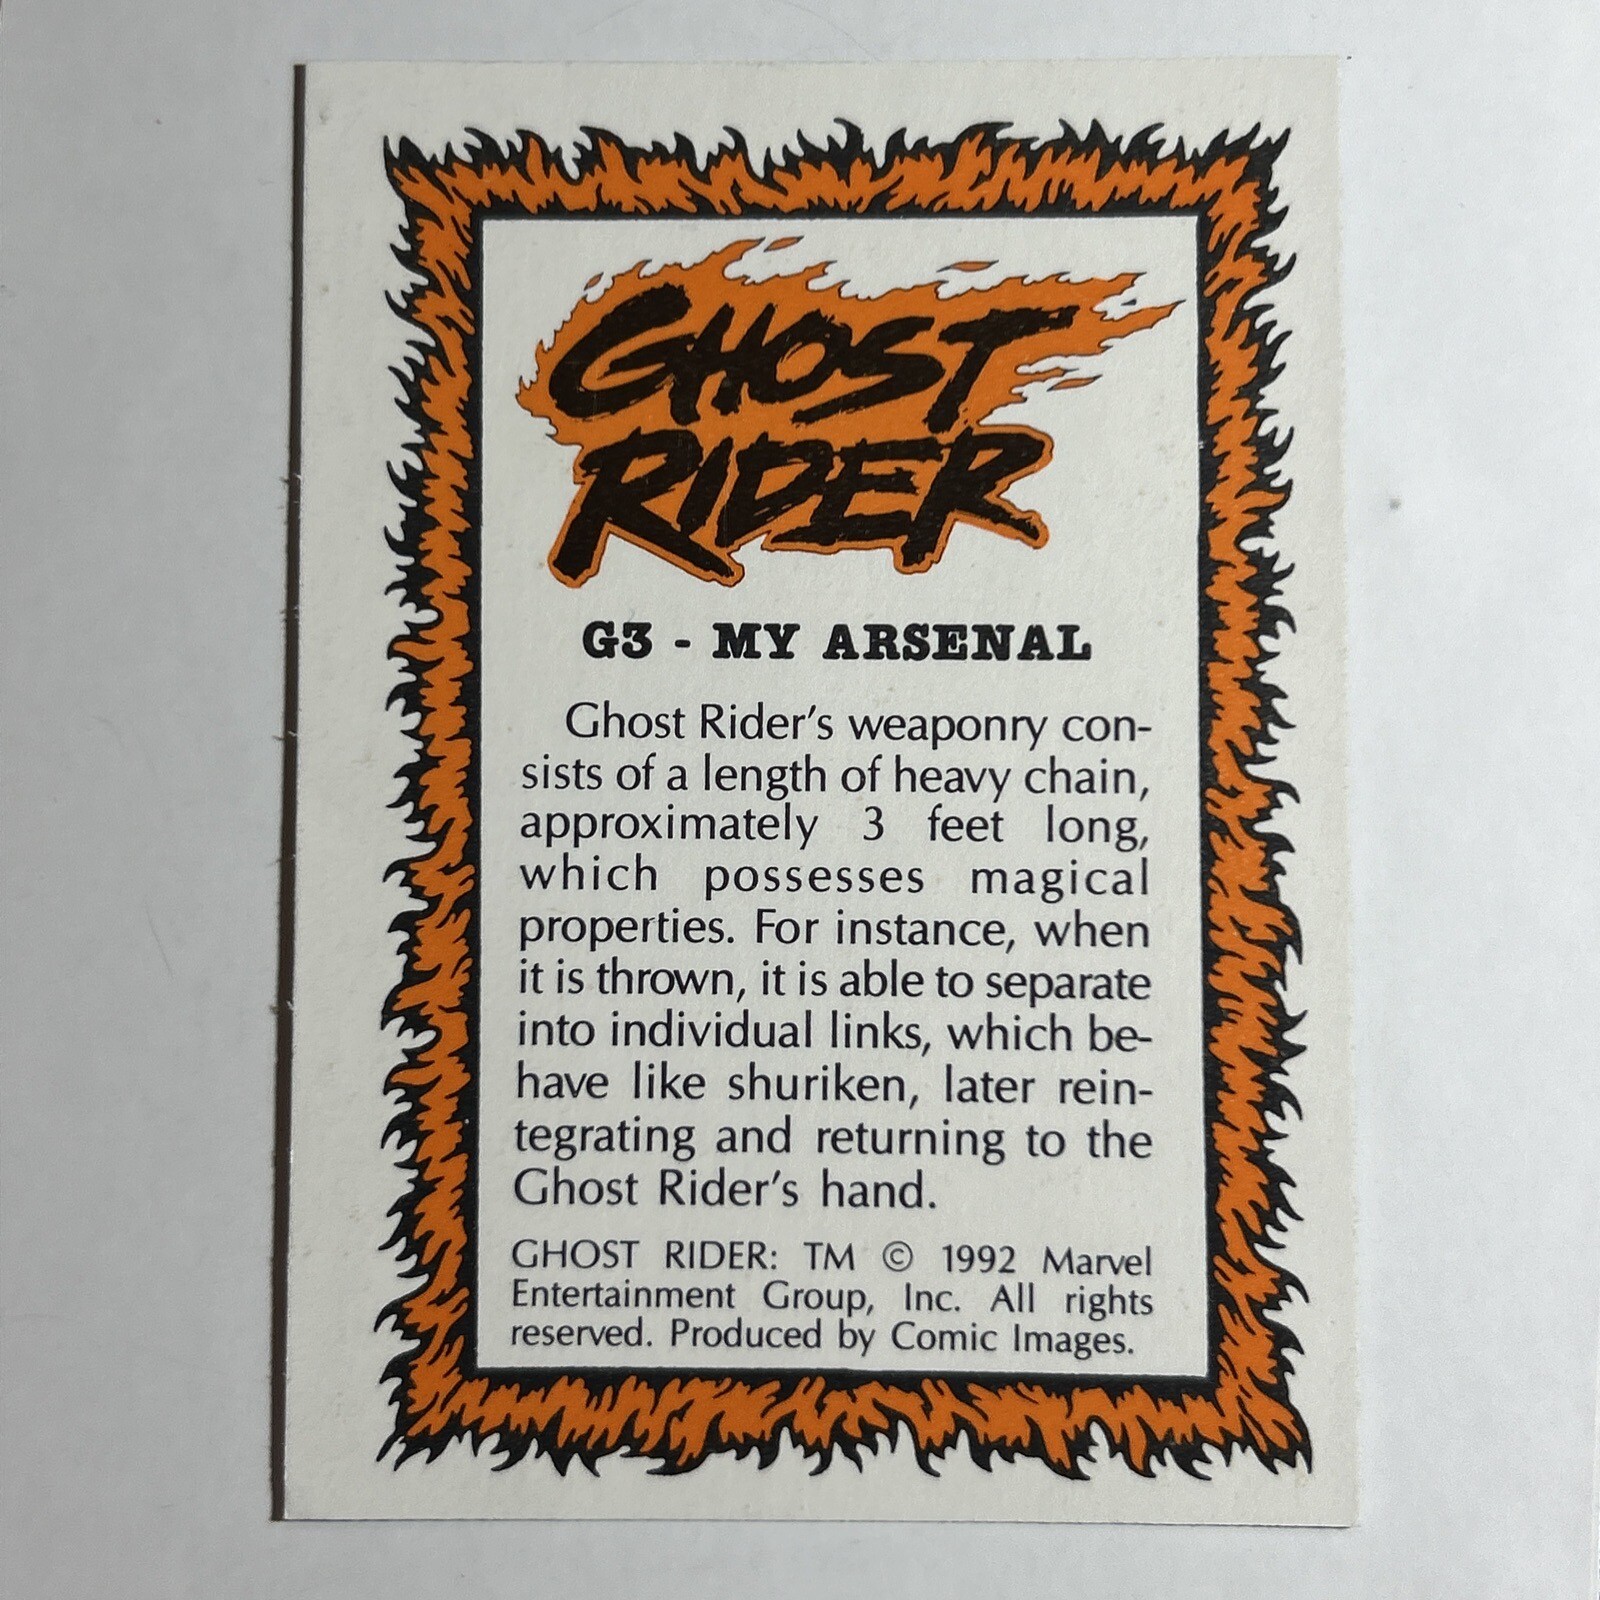 GHOST
RIDER
G3 - MY ARSENAL
Ghost Rider's weaponry con-
sists of a length of heavy chain,
approximately 3 feet long,
which possesses magical
properties. For instance, when
it is thrown, it is able to separate
into individual links, which be-
have like shuriken, later rein-
tegrating and returning to the
Ghost Rider's hand.
GHOST RIDER: TM © 1992 Marvel
Entertainment Group, Inc. All rights
reserved. Produced by Comic Images.